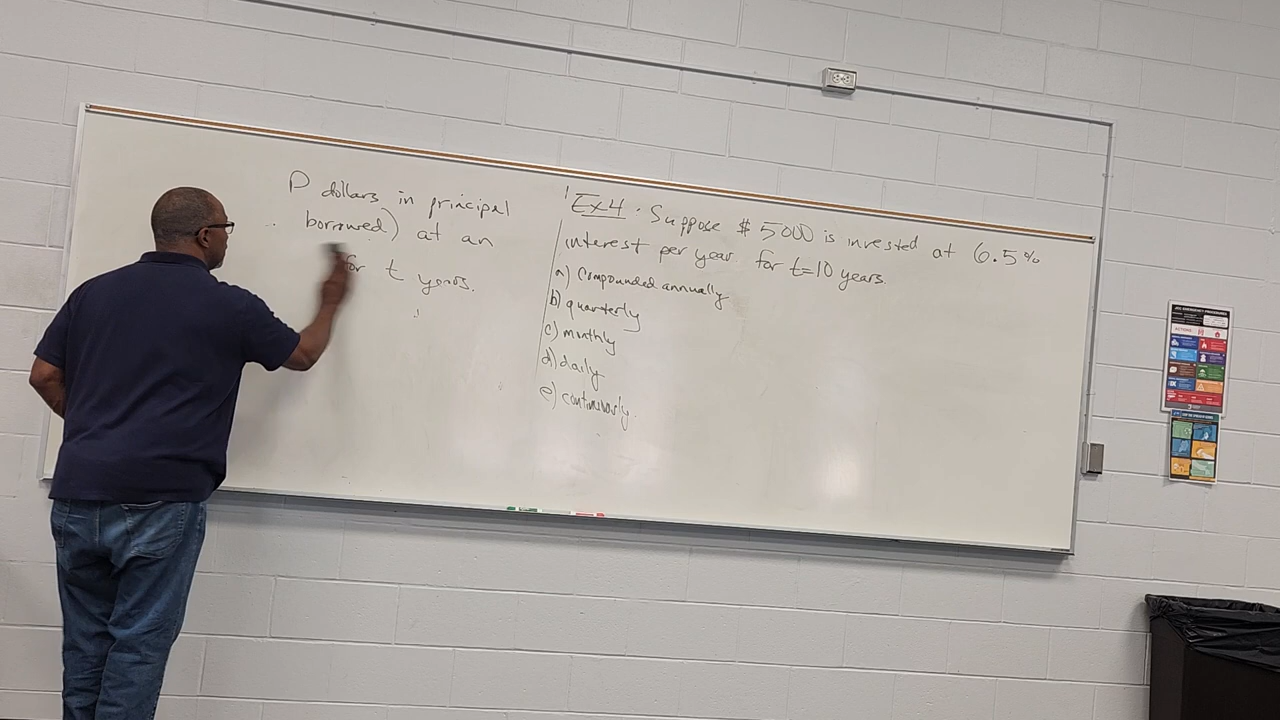 P dollars in principal
borrowed) at an
for t years.
Ex4. Suppose $5000 is invested at 6.5%
interest per year for t=10 years.
a) Compounded annually
b) quarterly
c) monthly
d) daily
e) continuously.